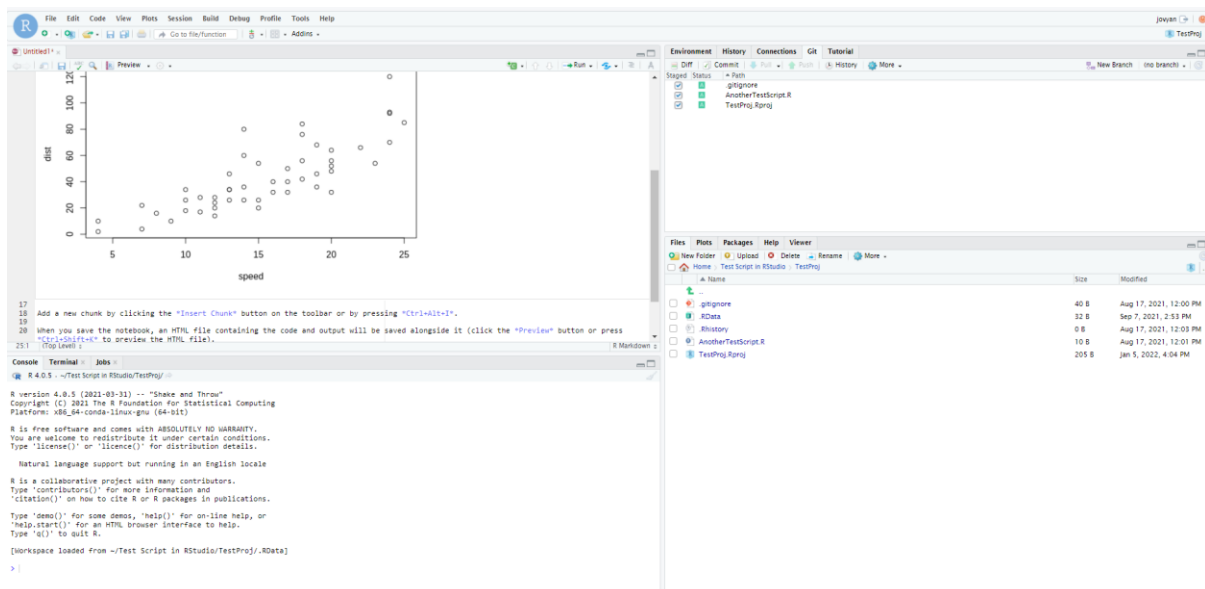 R
File Edit Code View Plots Session Build Debug Profile Tools Help
jovyan
Go to file/function
Addins
TestProj
Untitled1*
Preview
Run
120
100
80
60
40
20
0
dist
5 10 15 20 25
speed
17
18 Add a new chunk by clicking the *Insert Chunk* button on the toolbar or by pressing *Ctrl+Alt+I*.
19
20 When you save the notebook, an HTML file containing the code and output will be saved alongside it (click the *Preview* button or press
*Ctrl+Shift+K* to preview the HTML file).
25:1 (Top Level) R Markdown
Console Terminal Jobs
R 4.0.5 · ~/Test Script in RStudio/TestProj/
R version 4.0.5 (2021-03-31) -- "Shake and Throw"
Copyright (C) 2021 The R Foundation for Statistical Computing
Platform: x86_64-conda-linux-gnu (64-bit)
R is free software and comes with ABSOLUTELY NO WARRANTY.
You are welcome to redistribute it under certain conditions.
Type 'license()' or 'licence()' for distribution details.
Natural language support but running in an English locale
R is a collaborative project with many contributors.
Type 'contributors()' for more information and
'citation()' on how to cite R or R packages in publications.
Type 'demo()' for some demos, 'help()' for on-line help, or
'help.start()' for an HTML browser interface to help.
Type 'q()' to quit R.
[Workspace loaded from ~/Test Script in RStudio/TestProj/.RData]
>
Environment History Connections Git Tutorial
Diff Commit Pull Push History More New Branch (no branch)
Staged Status Path
A .gitignore
A AnotherTestScript.R
A TestProj.Rproj
Files Plots Packages Help Viewer
New Folder Upload Delete Rename More
Home Test Script in RStudio TestProj
Name Size Modified
..
.gitignore 40 B Aug 17, 2021, 12:00 PM
.RData 32 B Sep 7, 2021, 2:53 PM
.Rhistory 0 B Aug 17, 2021, 12:03 PM
AnotherTestScript.R 10 B Aug 17, 2021, 12:01 PM
TestProj.Rproj 205 B Jan 5, 2022, 4:04 PM